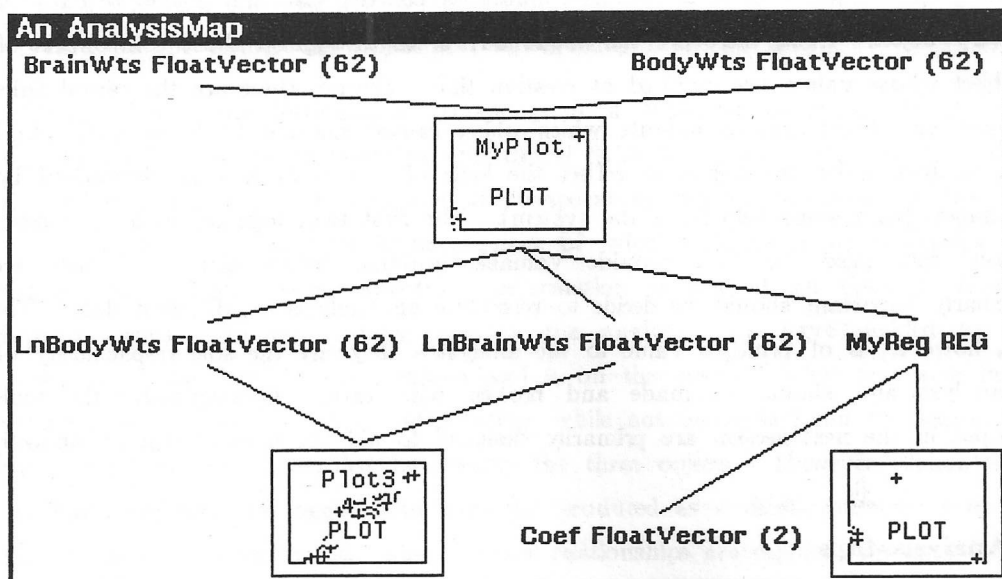 An AnalysisMap
BrainWts FloatVector (62) BodyWts FloatVector (62)
MyPlot
PLOT
LnBodyWts FloatVector (62) LnBrainWts FloatVector (62) MyReg REG
Plot3
PLOT
Coef FloatVector (2) PLOT